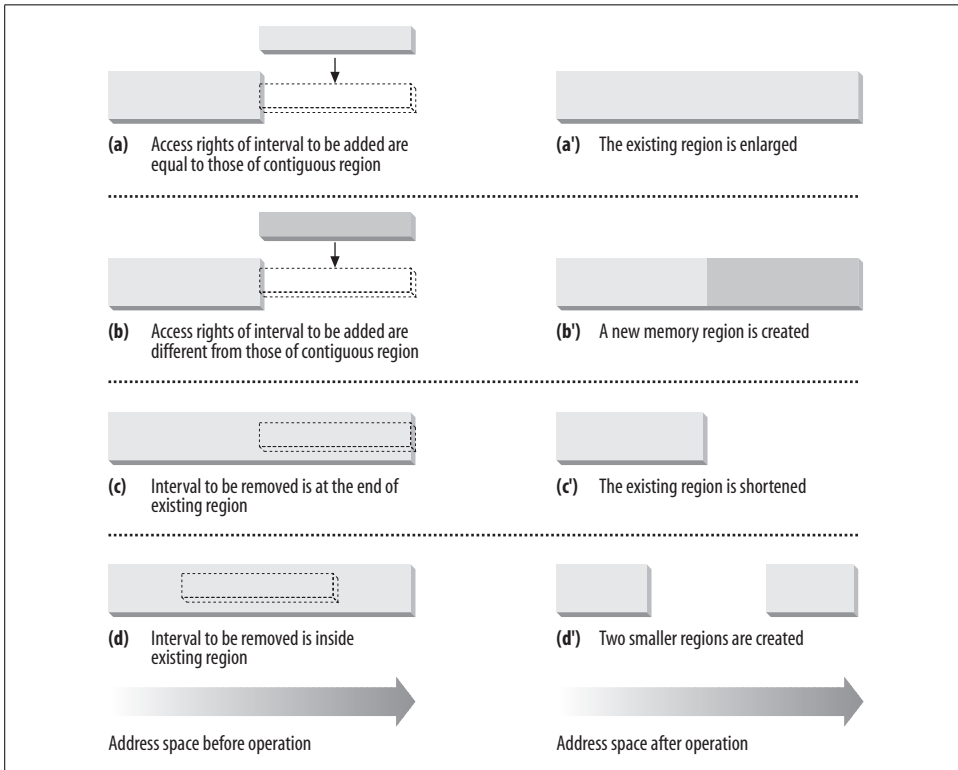 (a) Access rights of interval to be added are
equal to those of contiguous region
(a') The existing region is enlarged
(b) Access rights of interval to be added are
different from those of contiguous region
(b') A new memory region is created
(c) Interval to be removed is at the end of
existing region
(c') The existing region is shortened
(d) Interval to be removed is inside
existing region
(d') Two smaller regions are created
Address space before operation
Address space after operation